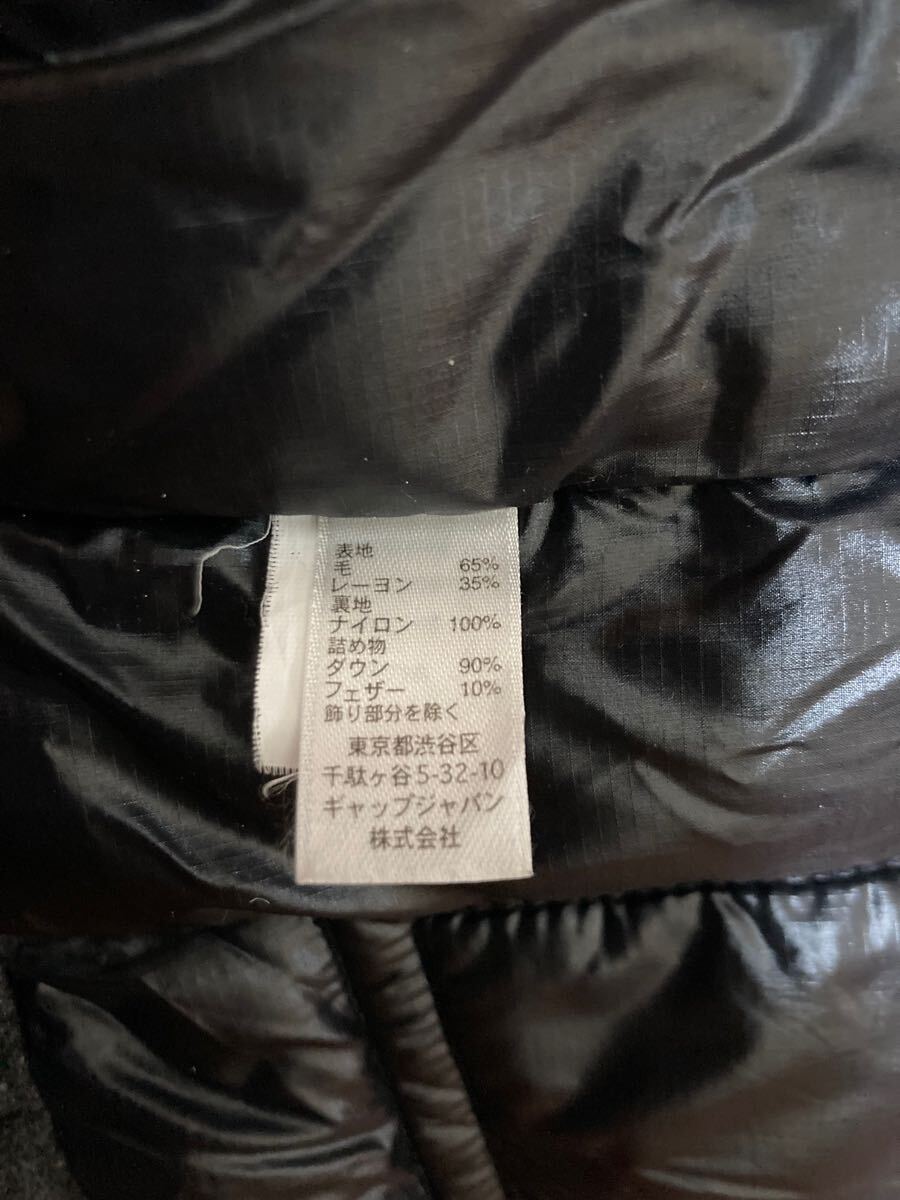 表地
毛 65%
レーヨン 35%
裏地
ナイロン 100%
詰め物
ダウン 90%
フェザー 10%
飾り部分を除く
東京都渋谷区
千駄ヶ谷5-32-10
ギャップジャパン
株式会社